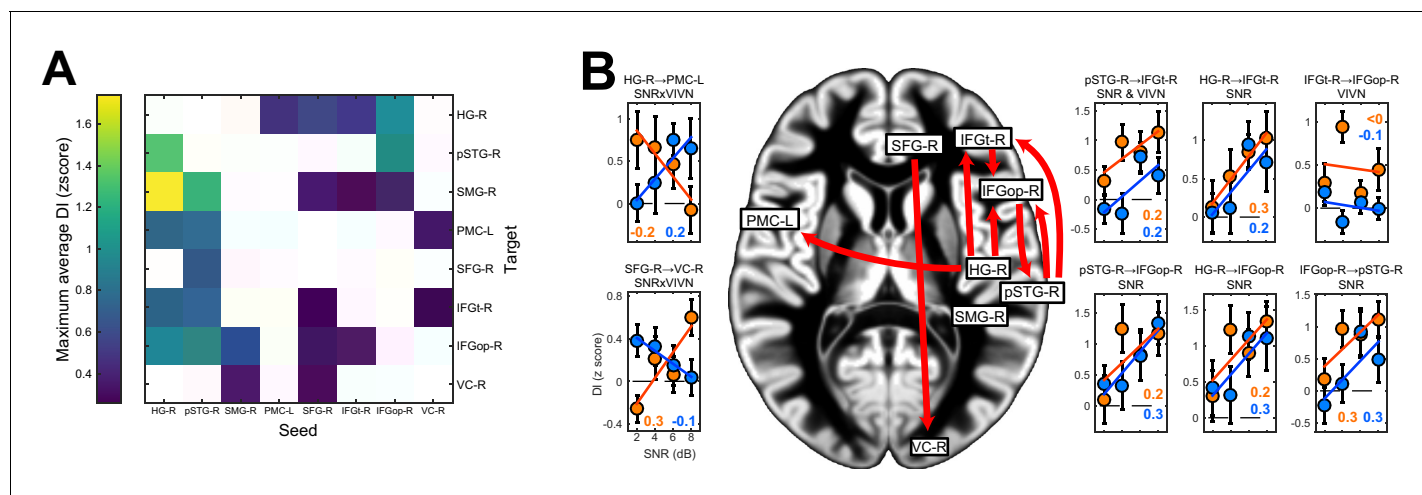 A
Maximum average DI (zscore)
1.6
1.4
1.2
1
0.8
0.6
0.4
HG-R
pSTG-R
SMG-R
PMC-L
SFG-R
IFGt-R
IFGop-R
VC-R
Target
HG-R pSTG-R SMG-R PMC-L SFG-R IFGt-R IFGop-R VC-R
Seed
B
HG-R→PMC-L
SNRxVIVN
1
0.5
0
-0.2 0.2
SFG-R→VC-R
SNRxVIVN
0.8
0.4
0
-0.4
DI (z score)
0.3 -0.1
2 4 6 8
SNR (dB)
SFG-R
IFGt-R
IFGop-R
PMC-L
HG-R
pSTG-R
SMG-R
VC-R
pSTG-R→IFGt-R
SNR & VIVN
1.5
1
0.5
0
-0.5
0.2
0.2
HG-R→IFGt-R
SNR
1
0.5
0
0.3
0.2
IFGt-R→IFGop-R
VIVN
1
0.5
0
<0
-0.1
pSTG-R→IFGop-R
SNR
1.5
1
0.5
0
0.2
0.3
HG-R→IFGop-R
SNR
1.5
1
0.5
0
0.2
0.3
IFGop-R→pSTG-R
SNR
1.5
1
0.5
0
-0.5
0.3 0.3